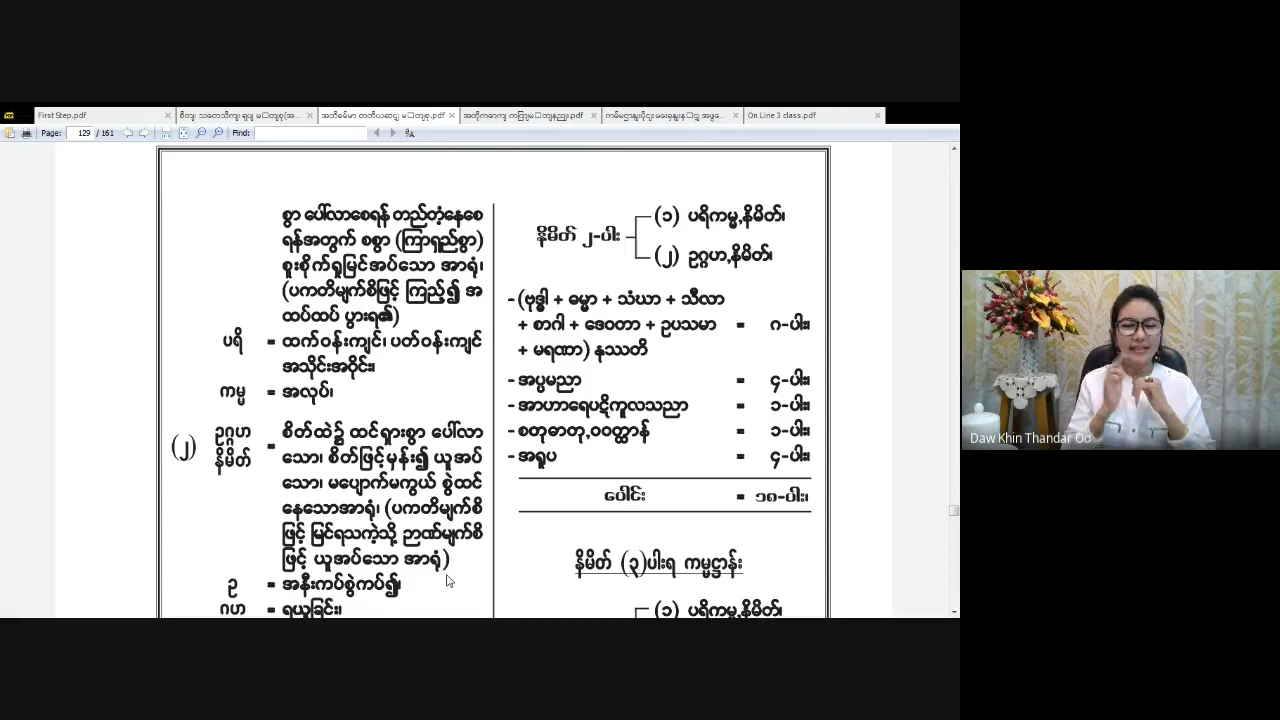 First Step.pdf
On Line 3 class.pdf
Page: 129 / 161
Find:
စွာ ပေါ်လာစေရန် တည်တံ့နေစေ
ရန်အတွက် စစွာ (ကြာရှည်စွာ)
စူးစိုက်ရှုမြင်အပ်သော အာရုံ၊
(ပကတိမျက်စိဖြင့် ကြည့်၍ အ
ထပ်ထပ် ပွားရ၏)
ပရိ = ထက်ဝန်းကျင်၊ ပတ်ဝန်းကျင်
အသိုင်းအဝိုင်း၊
ကမ္မ = အလုပ်၊
(၂) ဥဂ္ဂဟ နိမိတ် = စိတ်ထဲ၌ ထင်ရှားစွာ ပေါ်လာ
သော၊ စိတ်ဖြင့်မှန်း၍ ယူအပ်
သော၊ မပျောက်မကွယ် စွဲထင်
နေသောအာရုံ၊ (ပကတိမျက်စိ
ဖြင့် မြင်ရသကဲ့သို့ ဉာဏ်မျက်စိ
ဖြင့် ယူအပ်သော အာရုံ)
ဥ = အနီးကပ်စွဲကပ်၍၊
ဂဟ = ရယူခြင်း၊
နိမိတ် ၂-ပါး
(၁) ပရိကမ္မ,နိမိတ်၊
(၂) ဥဂ္ဂဟ,နိမိတ်၊
- (ဗုဒ္ဓါ + ဓမ္မာ + သံဃာ + သီလာ
+ စာဂါ + ဒေဝတာ + ဥပသမာ = ၈-ပါး၊
+ မရဏာ) နုဿတိ
- အပ္ပမညာ = ၄-ပါး၊
- အာဟာရေပဋိကူလသညာ = ၁-ပါး၊
- စတုဓာတု,ဝဝတ္ထာန် = ၁-ပါး၊
- အရူပ = ၄-ပါး၊
ပေါင်း = ၁၈-ပါး၊
နိမိတ် (၃)ပါးရ ကမ္မဋ္ဌာန်း
(၁) ပရိကမ္မ,နိမိတ်၊
Daw Khin Thandar Oo